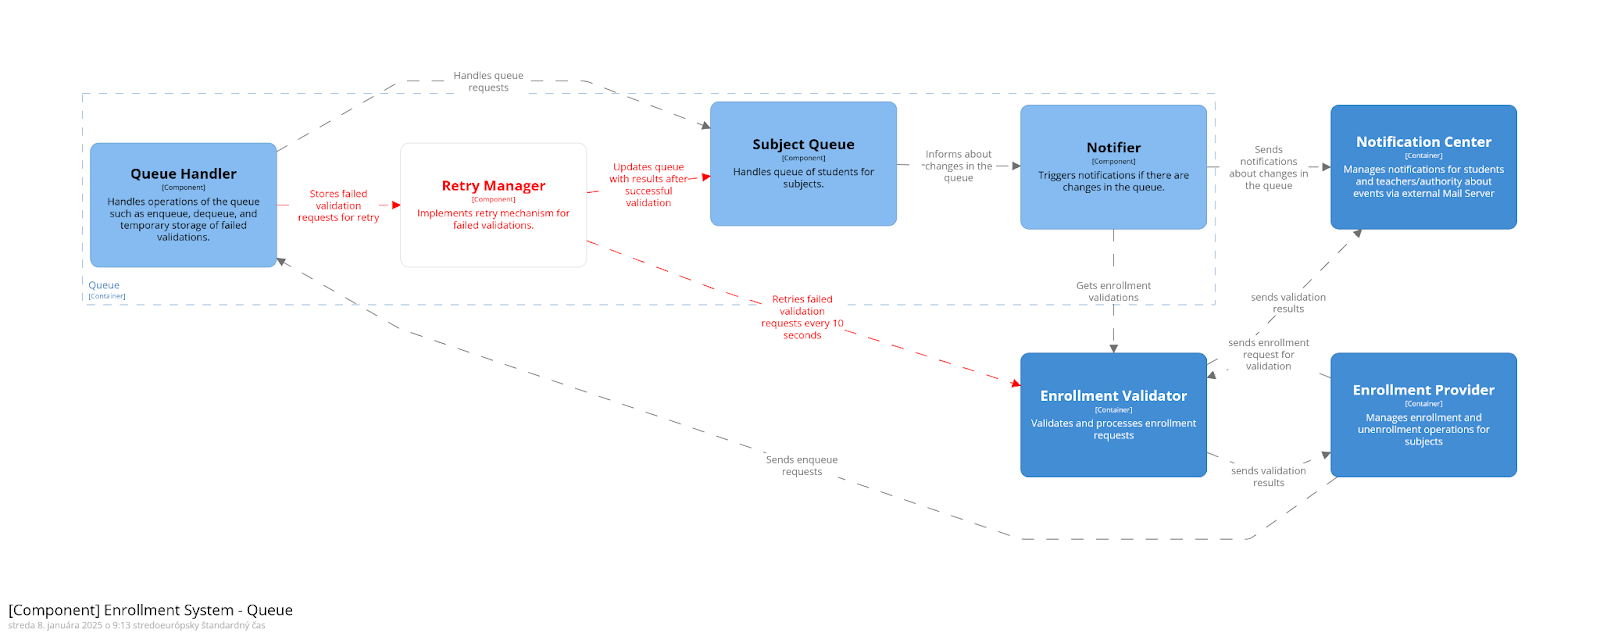 Handles queue
requests
Queue Handler
[Component]
Handles operations of the queue
such as enqueue, dequeue, and
temporary storage of failed
validations.
Stores failed
validation
requests for retry
Retry Manager
[Component]
Implements retry mechanism for
failed validations.
Updates queue
with results after
successful
validation
Subject Queue
[Component]
Handles queue of students for
subjects.
Informs about
changes in the
queue
Notifier
[Component]
Triggers notifications if there are
changes in the queue.
Sends
notifications
about changes in
the queue
Notification Center
[Container]
Manages notifications for students
and teachers/authority about
events via external Mail Server
Queue
[Container]
Retries failed
validation
requests every 10
seconds
Gets enrollment
validations
sends validation
results
sends enrollment
request for
validation
Enrollment Validator
[Container]
Validates and processes enrollment
requests
Enrollment Provider
[Container]
Manages enrollment and
unenrollment operations for
subjects
Sends enqueue
requests
sends validation
results
[Component] Enrollment System - Queue
streda 8. januára 2025 o 9:13 stredoeurópsky štandardný čas